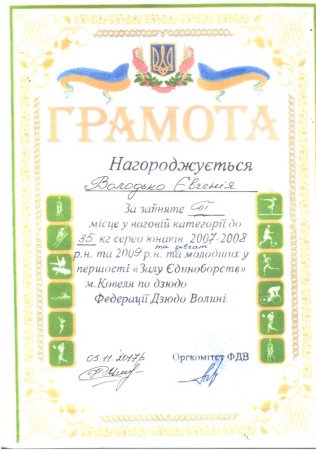 ГРАМОТА
Нагороджується
Володько Євгенія
За зайняте III
місце у ваговій категорії до
35 кг серед юнаків 2007-2008
та дівчат
р.н. та 2009 р.н. та молодших у
першості «Залу Єдиноборств»
м.Ковеля по дзюдо
Федерації Дзюдо Волині
05.11.2017р
Оргкомітет ФДВ